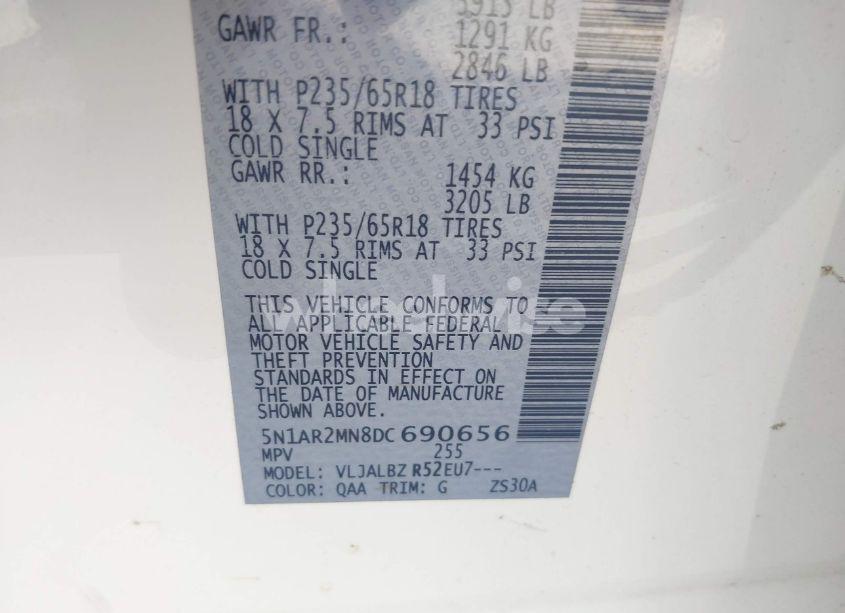 5913 LB
GAWR FR.: 1291 KG
2846 LB
WITH P235/65R18 TIRES
18 X 7.5 RIMS AT 33 PSI
COLD SINGLE
GAWR RR.: 1454 KG
3205 LB
WITH P235/65R18 TIRES
18 X 7.5 RIMS AT 33 PSI
COLD SINGLE
THIS VEHICLE CONFORMS TO
ALL APPLICABLE FEDERAL
MOTOR VEHICLE SAFETY AND
THEFT PREVENTION
STANDARDS IN EFFECT ON
THE DATE OF MANUFACTURE
SHOWN ABOVE.
5N1AR2MN8DC690656
MPV 255
MODEL: VLJALBZ R52EU7---
COLOR: QAA TRIM: G ZS30A